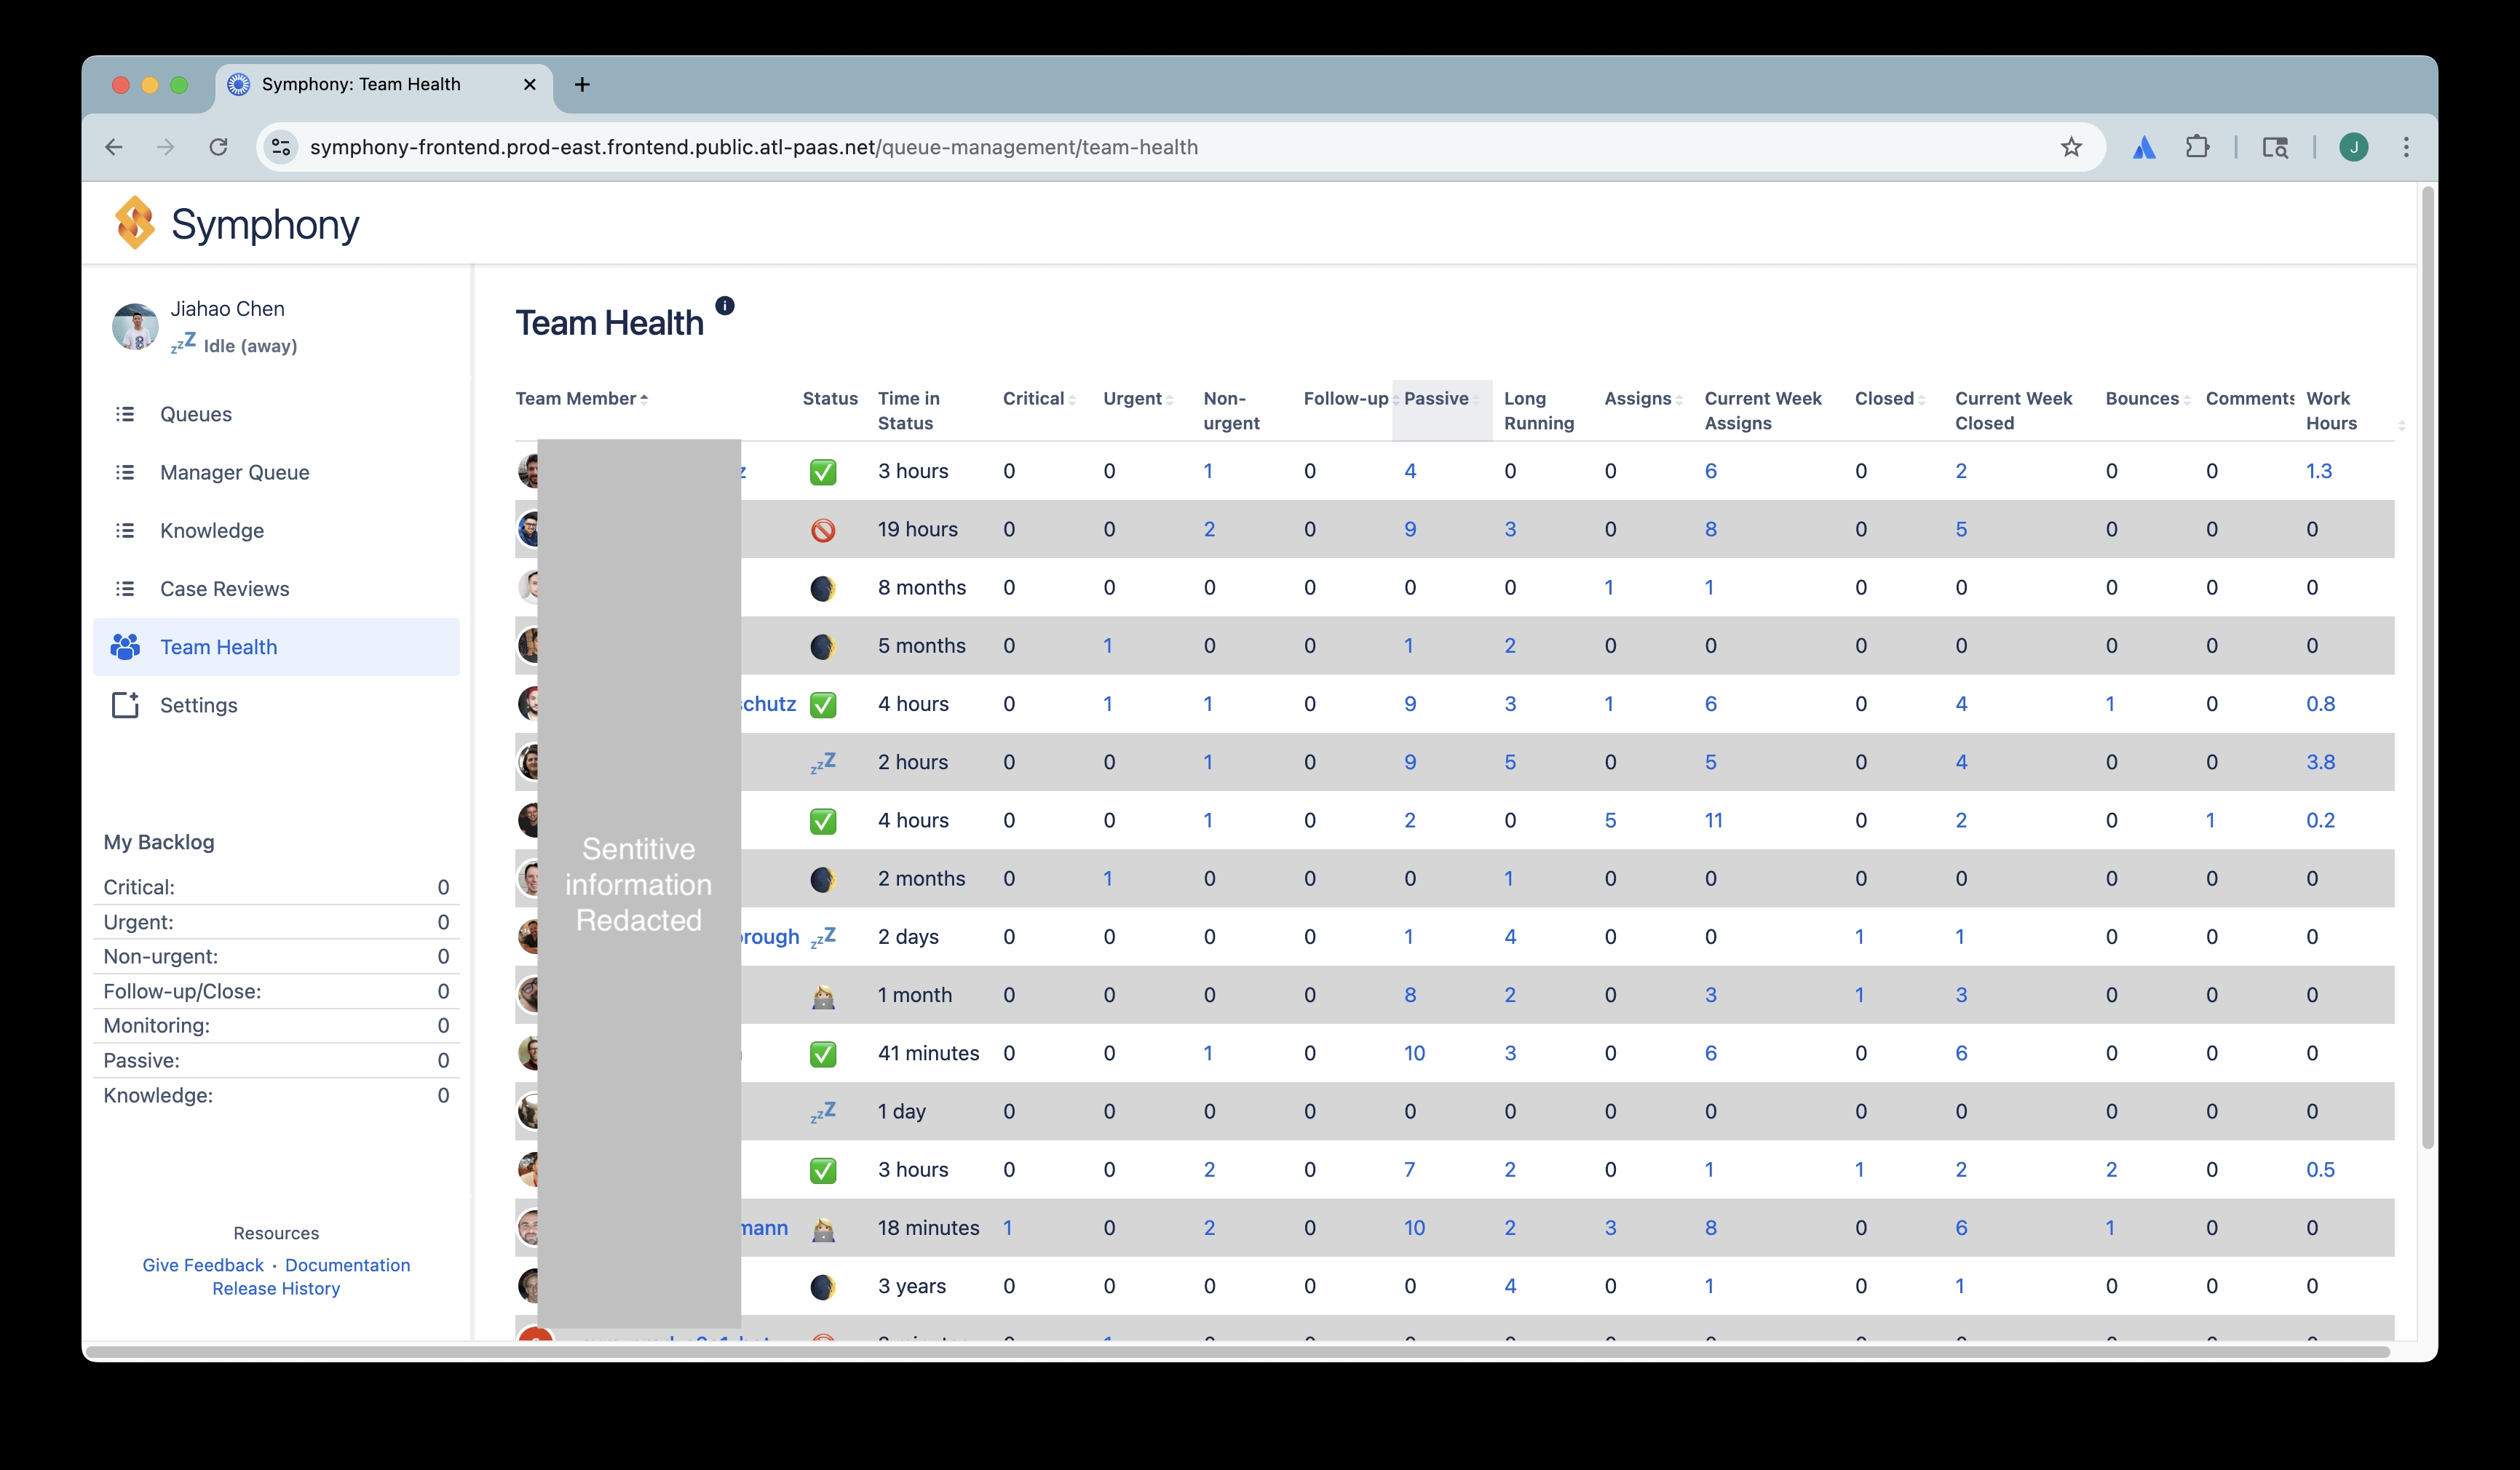 Symphony: Team Health
symphony-frontend.prod-east.frontend.public.atl-paas.net/queue-management/team-health
J
Symphony
Jiahao Chen
zzZ Idle (away)
Queues
Manager Queue
Knowledge
Case Reviews
Team Health
Settings
My Backlog
Critical: 0
Urgent: 0
Non-urgent: 0
Follow-up/Close: 0
Monitoring: 0
Passive: 0
Knowledge: 0
Resources
Give Feedback · Documentation
Release History
Team Health i
Team Member Status Time in Status Critical Urgent Non-urgent Follow-up Passive Long Running Assigns Current Week Assigns Closed Current Week Closed Bounces Comments Work Hours
z 3 hours 0 0 1 0 4 0 0 6 0 2 0 0 1.3
19 hours 0 0 2 0 9 3 0 8 0 5 0 0 0
8 months 0 0 0 0 0 0 1 1 0 0 0 0 0
5 months 0 1 0 0 1 2 0 0 0 0 0 0 0
schutz 4 hours 0 1 1 0 9 3 1 6 0 4 1 0 0.8
zzZ 2 hours 0 0 1 0 9 5 0 5 0 4 0 0 3.8
4 hours 0 0 1 0 2 0 5 11 0 2 0 1 0.2
2 months 0 1 0 0 0 1 0 0 0 0 0 0 0
rough zzZ 2 days 0 0 0 0 1 4 0 0 1 1 0 0 0
1 month 0 0 0 0 8 2 0 3 1 3 0 0 0
41 minutes 0 0 1 0 10 3 0 6 0 6 0 0 0
zzZ 1 day 0 0 0 0 0 0 0 0 0 0 0 0 0
3 hours 0 0 2 0 7 2 0 1 1 2 2 0 0.5
mann 18 minutes 1 0 2 0 10 2 3 8 0 6 1 0 0
3 years 0 0 0 0 0 4 0 1 0 1 0 0 0
Sentitive
information
Redacted